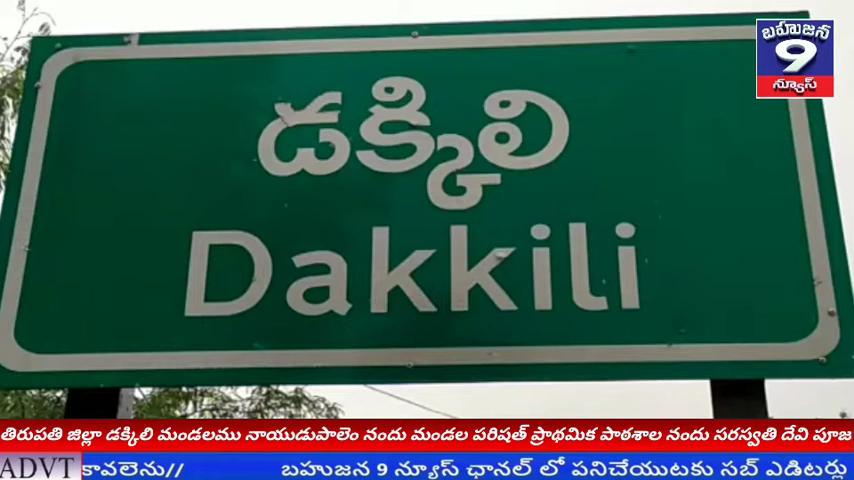 బహుజన
9
న్యూస్
డక్కిలి
Dakkili
తిరుపతి జిల్లా డక్కిలి మండలము నాయుడుపాలెం నందు మండల పరిషత్ ప్రాథమిక పాఠశాల నందు సరస్వతి దేవి పూజ
ADVT కావలెను// బహుజన 9 న్యూస్ ఛానల్ లో పనిచేయుటకు సబ్ ఎడిటర్లు